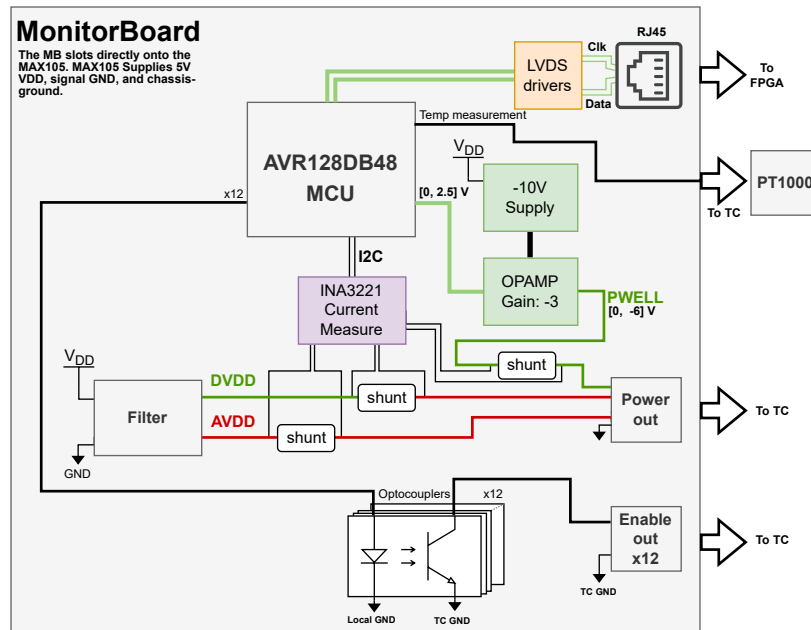 MonitorBoard
The MB slots directly onto the
MAX105. MAX105 Supplies 5V
VDD, signal GND, and chassis-
ground.
LVDS
drivers
Clk
Data
RJ45
To
FPGA
Temp measurement
AVR128DB48
MCU
x12
[0, 2.5] V
VDD
-10V
Supply
PT1000
To TC
I2C
INA3221
Current
Measure
OPAMP
Gain: -3
PWELL
[0, -6] V
VDD
DVDD
shunt
shunt
Filter
AVDD
shunt
Power
out
To TC
GND
Optocouplers
x12
Enable
out
x12
To TC
TC GND
Local GND
TC GND